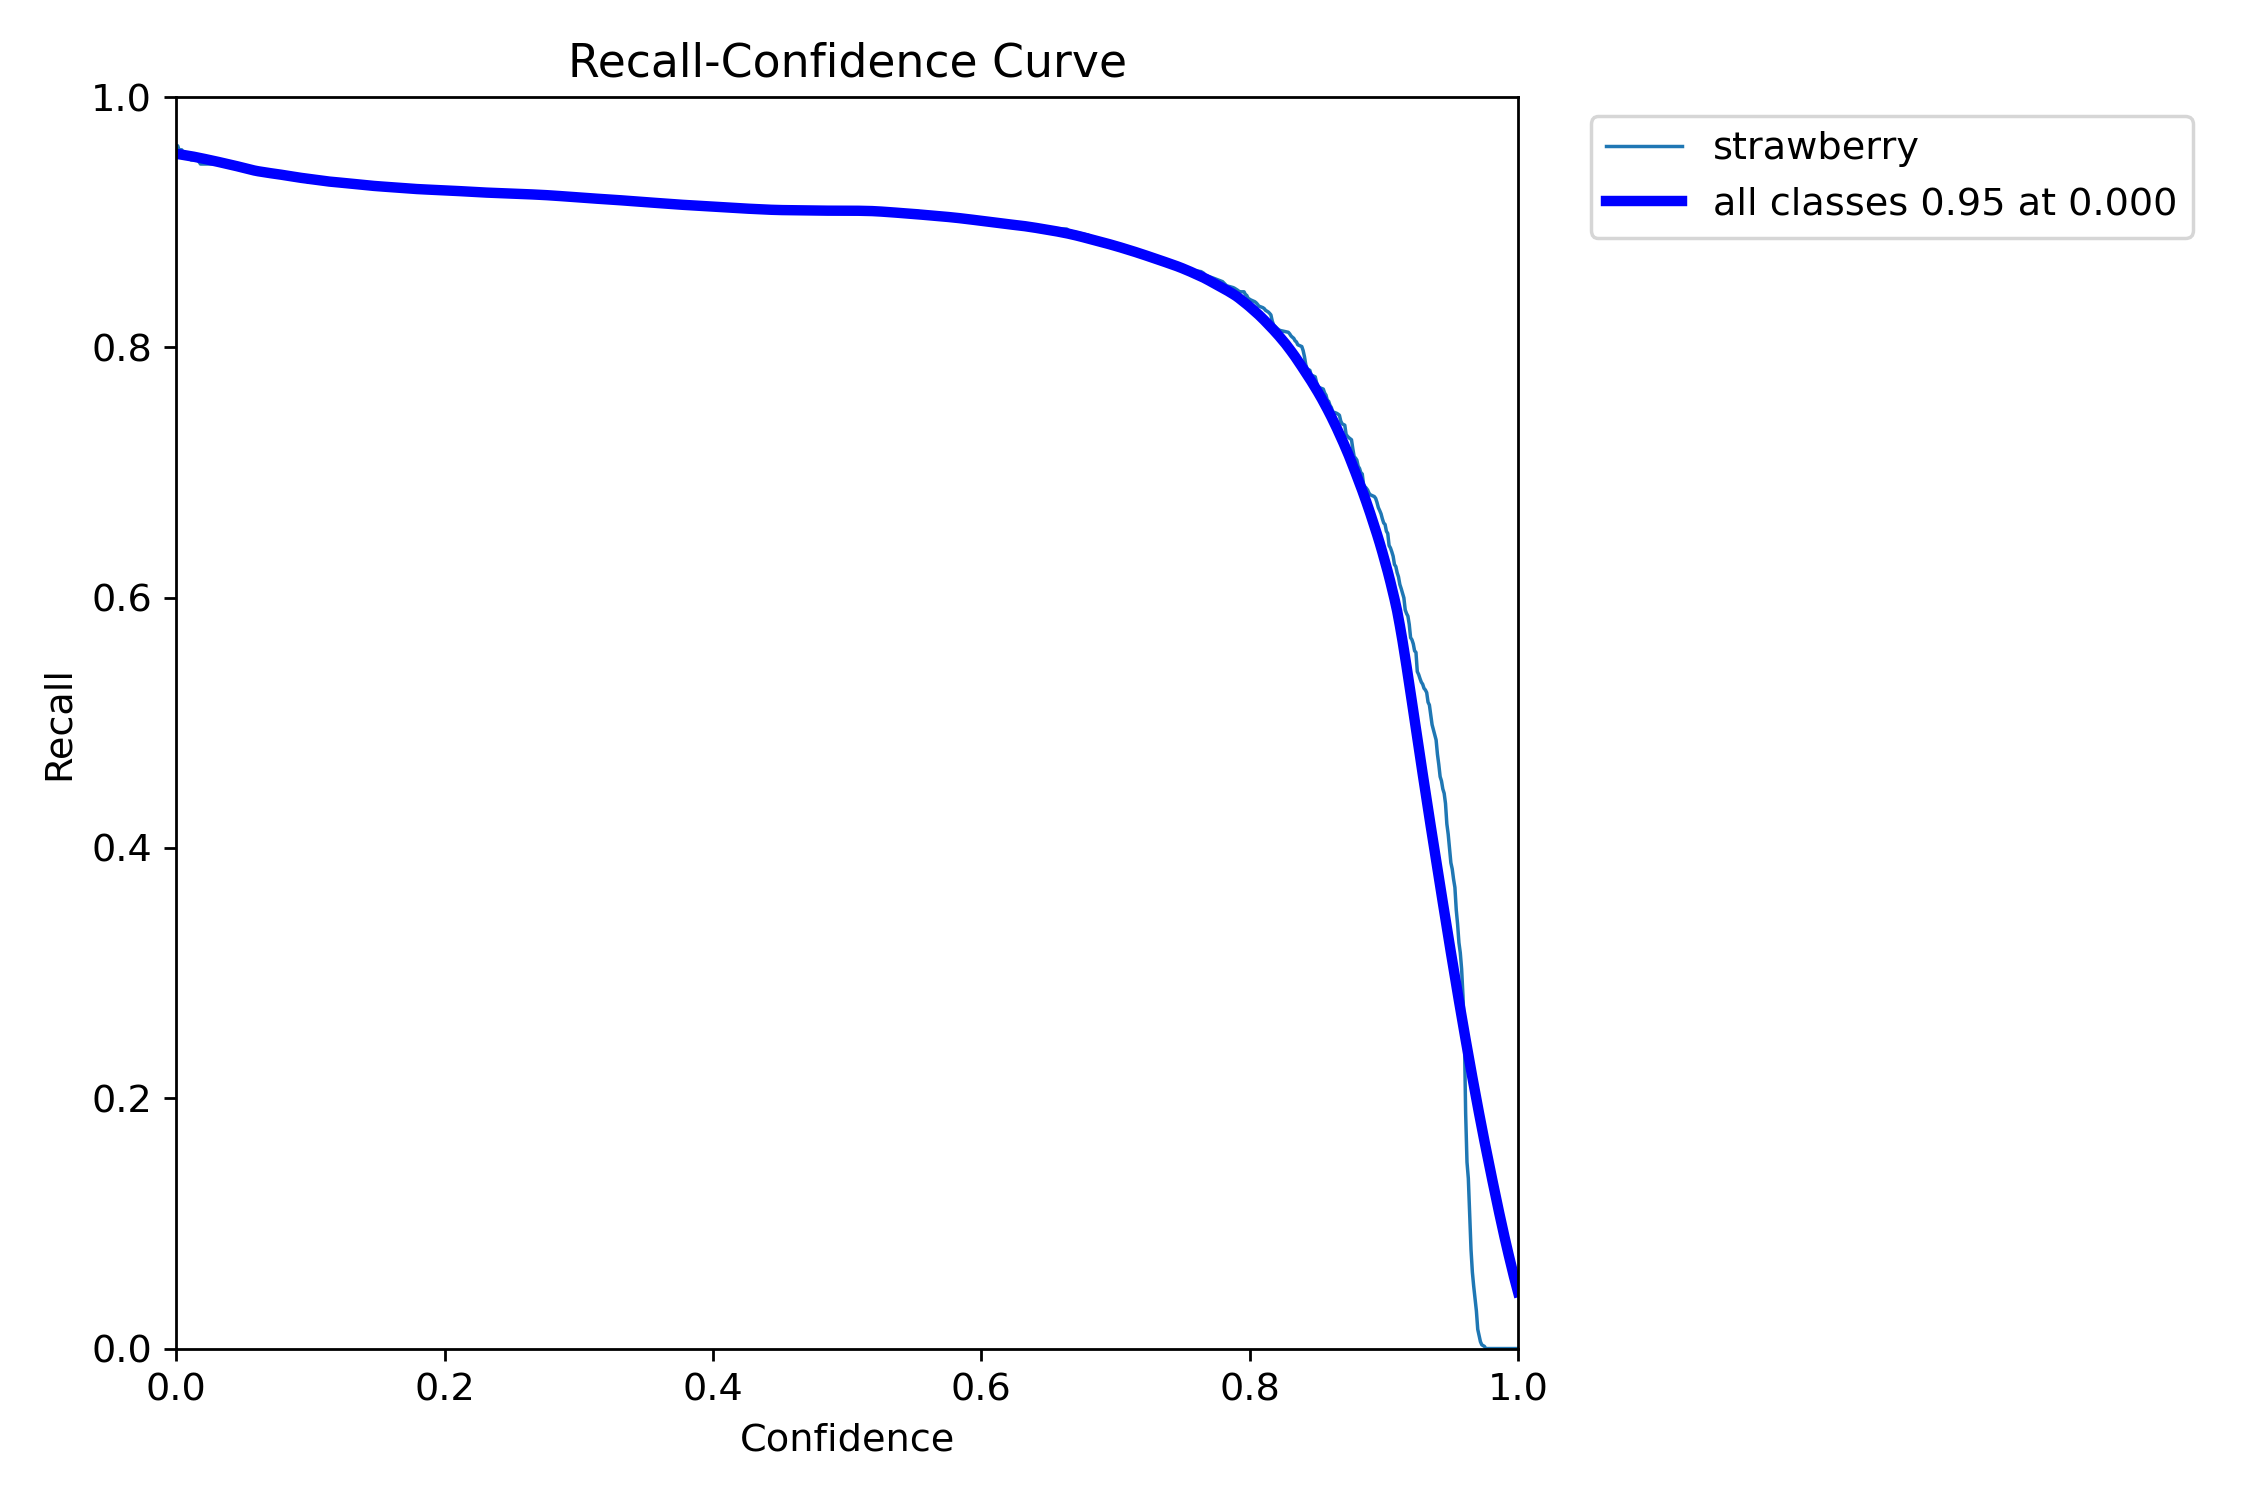 Recall-Confidence Curve
1.0
0.8
0.6
0.4
0.2
0.0
Recall
0.0 0.2 0.4 0.6 0.8 1.0
Confidence
strawberry
all classes 0.95 at 0.000